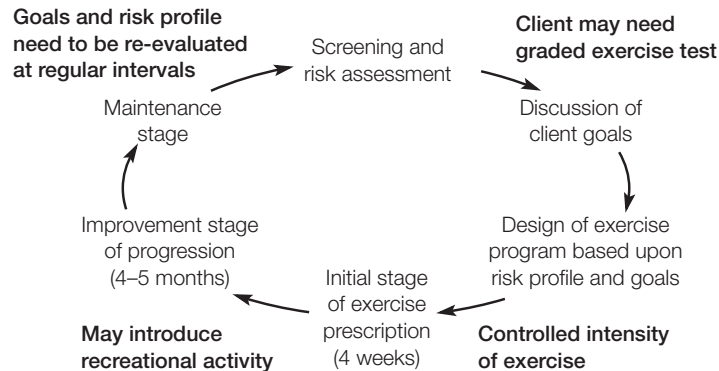 Goals and risk profile
need to be re-evaluated
at regular intervals
Screening and
risk assessment
Client may need
graded exercise test
Discussion of
client goals
Design of exercise
program based upon
risk profile and goals
Controlled intensity
of exercise
Initial stage
of exercise
prescription
(4 weeks)
May introduce
recreational activity
Improvement stage
of progression
(4–5 months)
Maintenance
stage